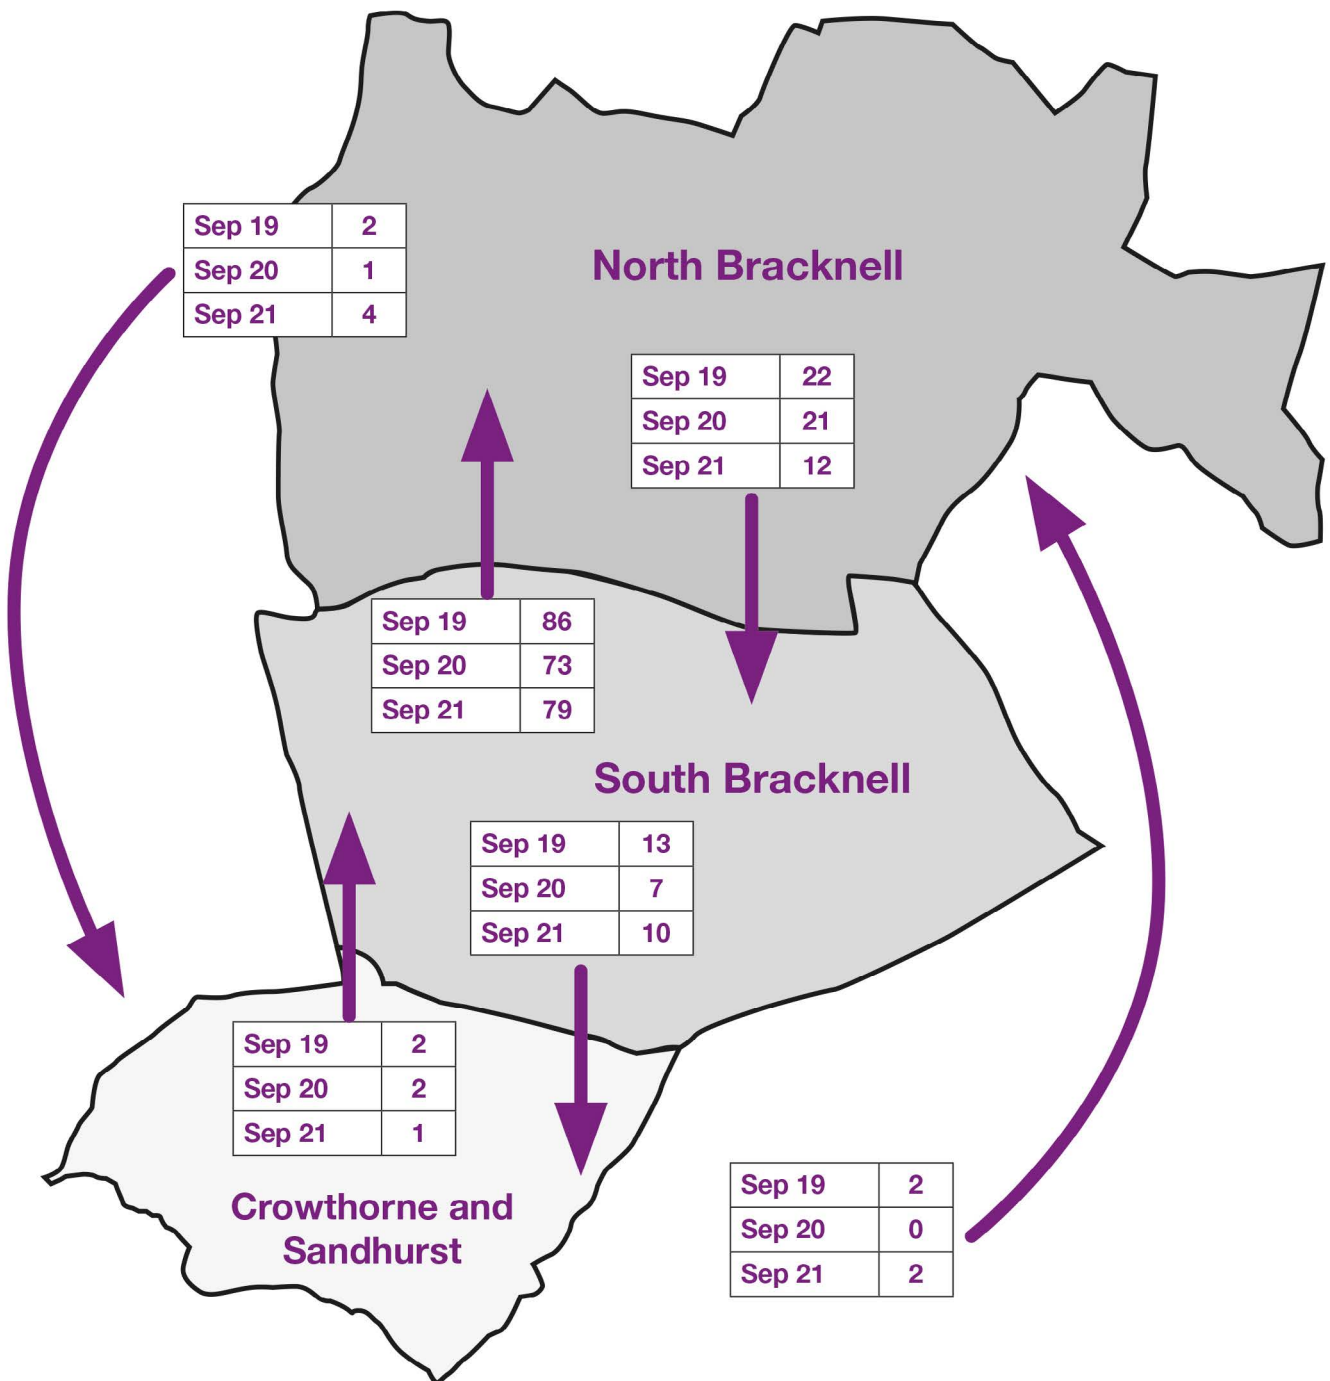 Sep 19 2
Sep 20 1
Sep 21 4
North Bracknell
Sep 19 22
Sep 20 21
Sep 21 12
Sep 19 86
Sep 20 73
Sep 21 79
South Bracknell
Sep 19 13
Sep 20 7
Sep 21 10
Sep 19 2
Sep 20 2
Sep 21 1
Crowthorne and
Sandhurst
Sep 19 2
Sep 20 0
Sep 21 2